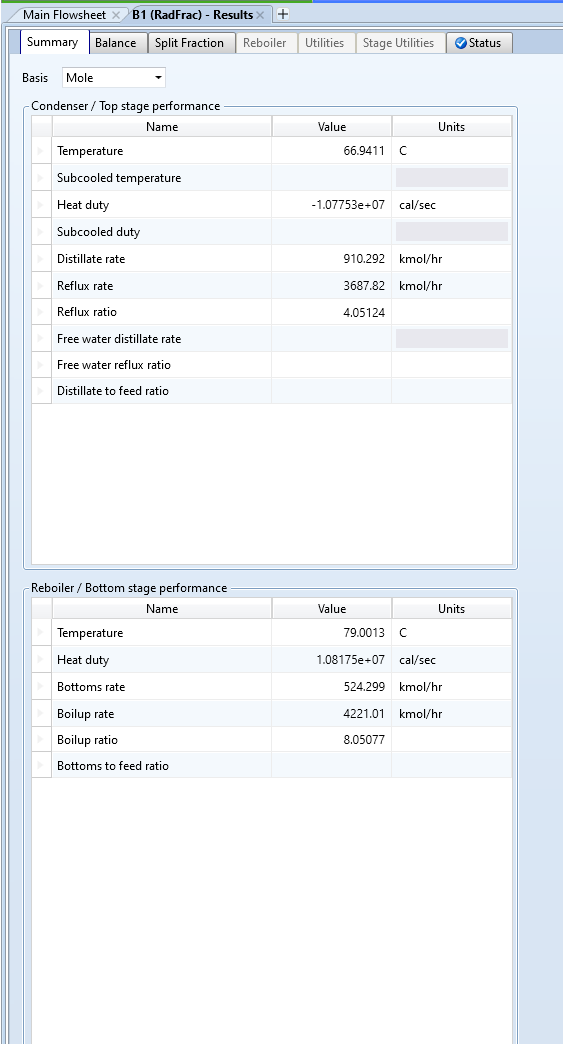 Main Flowsheet × B1 (RadFrac) - Results × +
Summary Balance Split Fraction Reboiler Utilities Stage Utilities Status
Basis Mole
Condenser / Top stage performance
Name Value Units
Temperature 66.9411 C
Subcooled temperature
Heat duty -1.07753e+07 cal/sec
Subcooled duty
Distillate rate 910.292 kmol/hr
Reflux rate 3687.82 kmol/hr
Reflux ratio 4.05124
Free water distillate rate
Free water reflux ratio
Distillate to feed ratio
Reboiler / Bottom stage performance
Name Value Units
Temperature 79.0013 C
Heat duty 1.08175e+07 cal/sec
Bottoms rate 524.299 kmol/hr
Boilup rate 4221.01 kmol/hr
Boilup ratio 8.05077
Bottoms to feed ratio